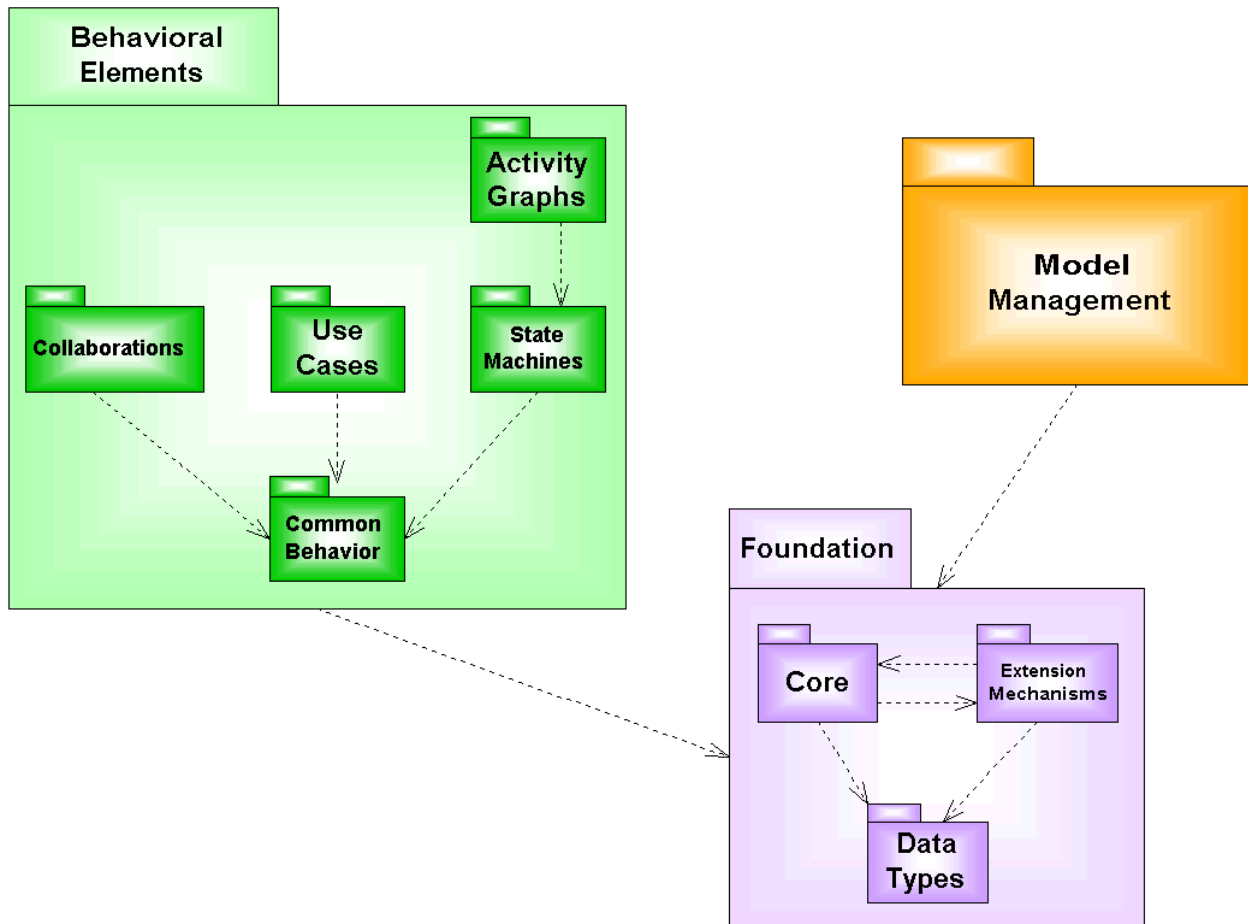 Behavioral
Elements
Activity
Graphs
Collaborations
Use
Cases
State
Machines
Common
Behavior
Model
Management
Foundation
Core
Extension
Mechanisms
Data
Types